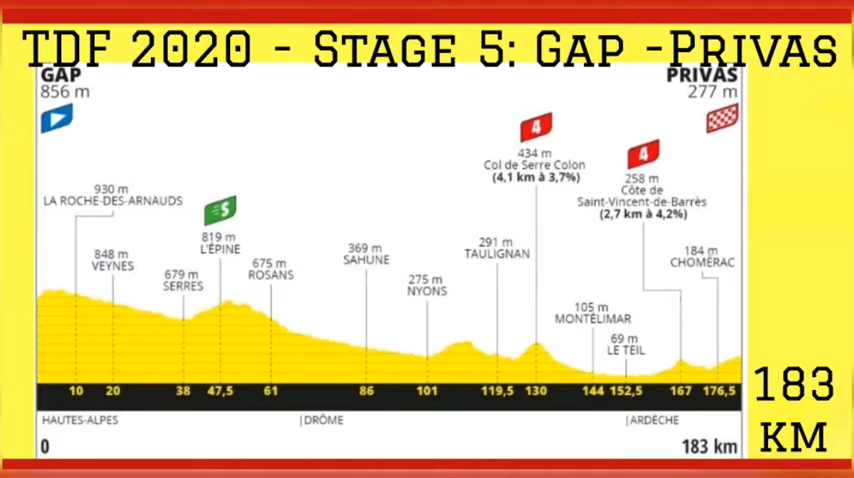 TDF 2020 - Stage 5: Gap -Privas
GAP
856 m
PRIVAS
277 m
4
434 m
Col de Serre Colon
(4,1 km à 3,7%)
4
258 m
Côte de
Saint-Vincent-de-Barrès
(2,7 km à 4,2%)
930 m
LA ROCHE-DES-ARNAUDS
S
819 m
L'ÉPINE
848 m
VEYNES
679 m
SERRES
675 m
ROSANS
369 m
SAHUNE
275 m
NYONS
291 m
TAULIGNAN
105 m
MONTÉLIMAR
69 m
LE TEIL
184 m
CHOMÉRAC
10 20 38 47,5 61 86 101 119,5 130 144 152,5 167 176,5
HAUTES-ALPES |DRÔME |ARDÈCHE
0 183 km
183
KM